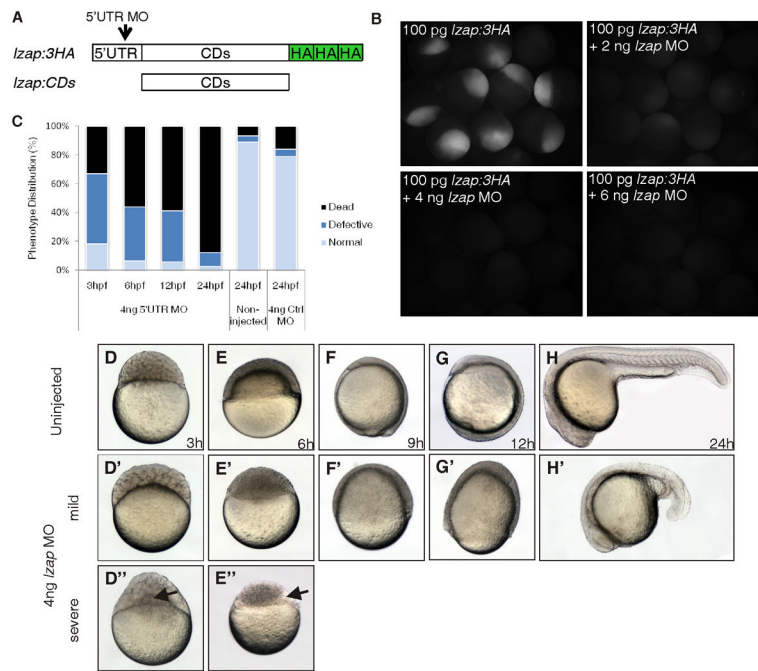 A
5'UTR MO
lzap:3HA
5'UTR
CDs
HA HA HA
lzap:CDs
CDs
B
100 pg lzap:3HA
100 pg lzap:3HA
+ 2 ng lzap MO
100 pg lzap:3HA
+ 4 ng lzap MO
100 pg lzap:3HA
+ 6 ng lzap MO
C
Phenotype Distribution (%)
100%
80%
60%
40%
20%
0%
3hpf 6hpf 12hpf 24hpf 24hpf 24hpf
4ng 5'UTR MO
Non-
injected
4ng Ctrl
MO
Dead
Defective
Normal
Uninjected
D
3h
E
6h
F
9h
G
12h
H
24h
4ng lzap MO
mild
D'
E'
F'
G'
H'
severe
D''
E''